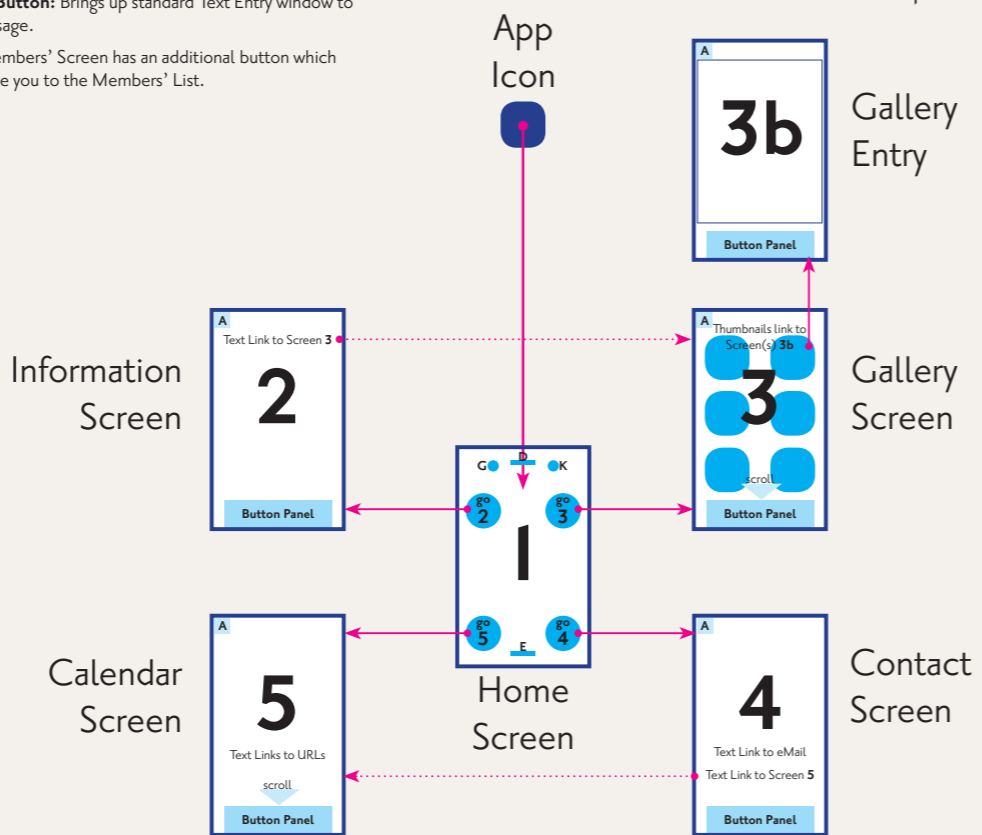 Button: Brings up standard Text Entry window to
sage.
embers’ Screen has an additional button which
e you to the Members’ List.
App
Icon
A
3b
Button Panel
Gallery
Entry
Information
Screen
A
Text Link to Screen 3
2
Button Panel
A
Thumbnails link to
Screen(s) 3b
3
scroll
Button Panel
Gallery
Screen
G
D
K
go
2
go
3
1
go
5
go
4
E
Home
Screen
Calendar
Screen
A
5
Text Links to URLs
scroll
Button Panel
A
4
Text Link to eMail
Text Link to Screen 5
Button Panel
Contact
Screen